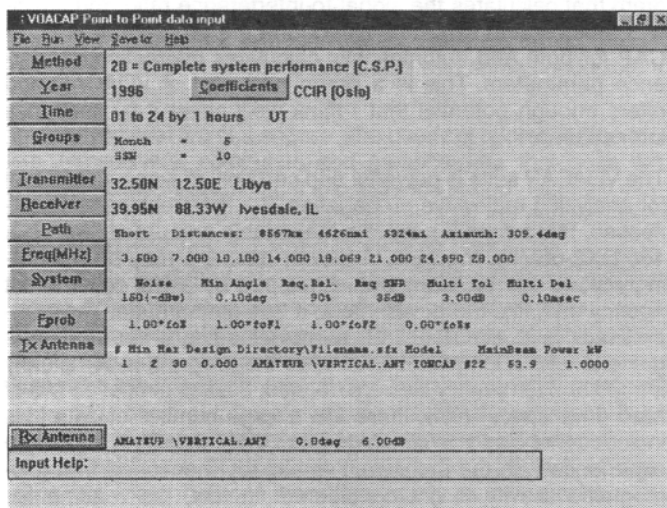 : VOACAP Point to Point data input
File Run View Save to: Help
Method 20 = Complete system performance (C.S.P.)
Year 1996 Coefficients CCIR (Oslo)
Time 01 to 24 by 1 hours UT
Groups Month = 5
SSN = 10
Transmitter 32.50N 12.50E Libya
Receiver 39.95N 88.33W Ivesdale, IL
Path Short Distances: 8567km 4626nmi 5324mi Azimuth: 309.4deg
Freq(MHz) 3.600 7.000 10.100 14.000 18.069 21.000 24.890 28.000
System Noise Min Angle Req.Rel. Req SNR Multi Tol Multi Del
150(-dBw) 0.10deg 90% 35dB 3.00dB 0.10msec
Fprob 1.00*foE 1.00*foF1 1.00*foF2 0.00*foEs
Tx Antenna # Min Max Design Directory\Filename.sfx Model MainBeam Power kW
1 2 30 0.000 AMATEUR \VERTICAL.ANT IONCAP #22 53.9 1.0000
Rx Antenna AMATEUR \VERTICAL.ANT 0.0deg 6.00dB
Input Help: